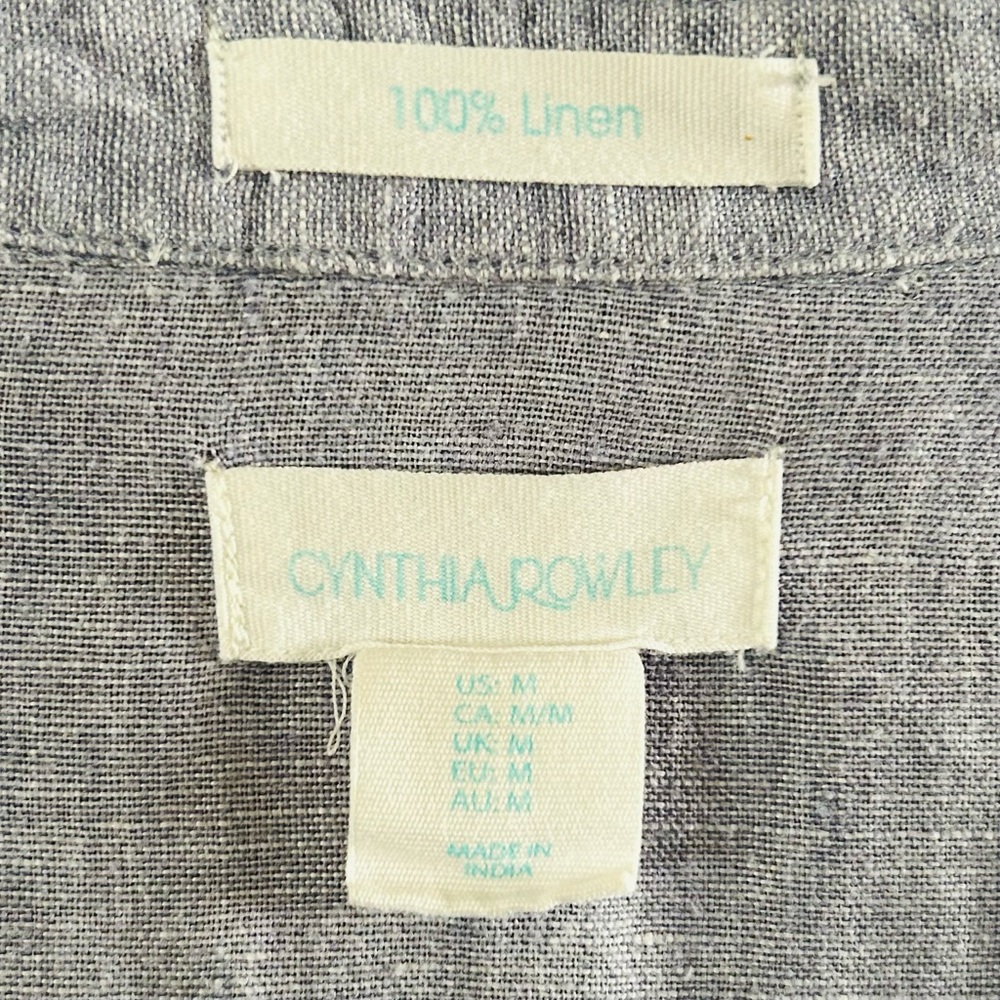 100% Linen
CYNTHIA ROWLEY
US: M
CA: M/M
UK: M
EU: M
AU: M
MADE IN
INDIA